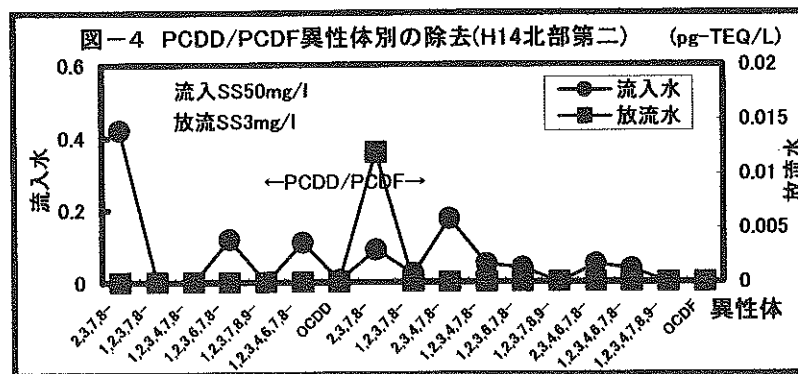 図-4 PCDD/PCDF異性体別の除去(H14北部第二) (pg-TEQ/L)
0.6
0.4
0.2
0
流入水
流入SS50mg/l
放流SS3mg/l
←PCDD/PCDF→
流入水
放流水
0.02
0.015
0.01
0.005
0
放流水
2,3,7,8-
1,2,3,7,8-
1,2,3,4,7,8-
1,2,3,6,7,8-
1,2,3,7,8,9-
1,2,3,4,6,7,8-
OCDD
2,3,7,8-
1,2,3,7,8-
2,3,4,7,8-
1,2,3,4,7,8-
1,2,3,6,7,8-
1,2,3,7,8,9-
2,3,4,6,7,8-
1,2,3,4,6,7,8-
1,2,3,4,7,8,9-
OCDF
異性体